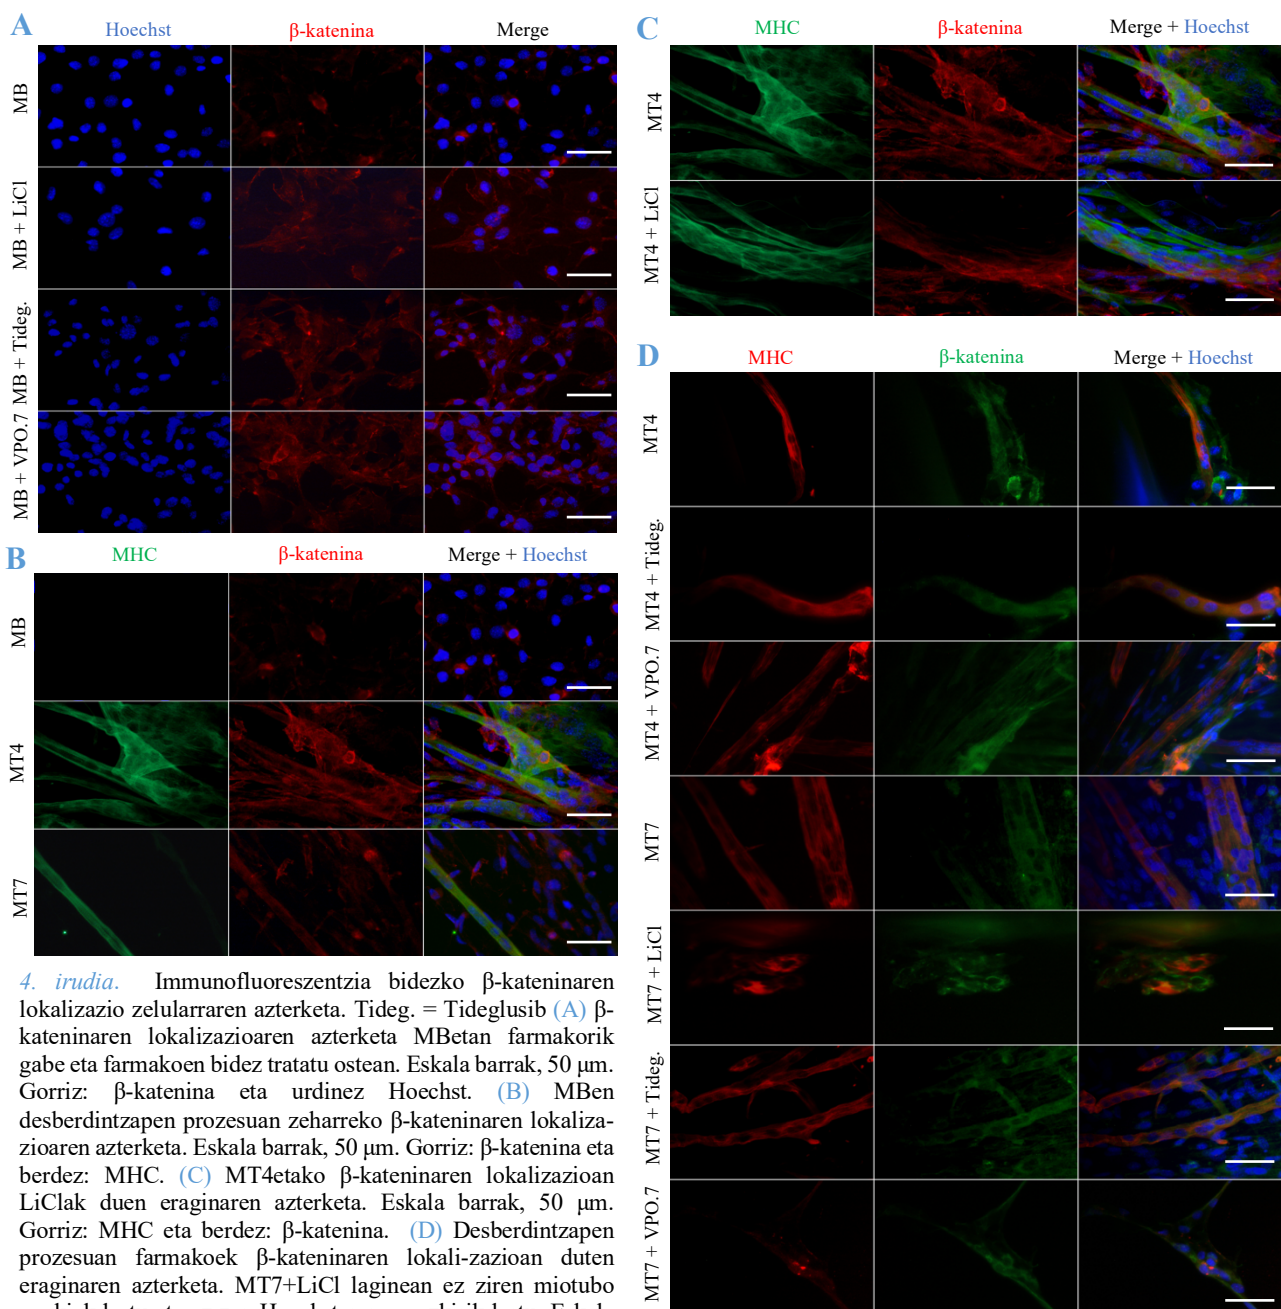 A
Hoechst
β-katenina
Merge
MB
MB + LiCl
MB + Tideg.
MB + VPO.7
B
MHC
β-katenina
Merge + Hoechst
MB
MT4
MT7
4. irudia. Immunofluoreszentzia bidezko β-kateninaren
lokalizazio zelularraren azterketa. Tideg. = Tideglusib (A) β-
kateninaren lokalizazioaren azterketa MBetan farmakorik
gabe eta farmakoen bidez tratatu ostean. Eskala barrak, 50 μm.
Gorriz: β-katenina eta urdinez Hoechst. (B) MBen
desberdintzapen prozesuan zeharreko β-kateninaren lokaliza-
zioaren azterketa. Eskala barrak, 50 μm. Gorriz: β-katenina eta
berdez: MHC. (C) MT4etako β-kateninaren lokalizazioan
LiClak duen eraginaren azterketa. Eskala barrak, 50 μm.
Gorriz: MHC eta berdez: β-katenina. (D) Desberdintzapen
prozesuan farmakoek β-kateninaren lokali-zazioan duten
eraginaren azterketa. MT7+LiCl laginean ez ziren miotubo
C
MHC
β-katenina
Merge + Hoechst
MT4
MT4 + LiCl
D
MHC
β-katenina
Merge + Hoechst
MT4
MT4 + Tideg.
MT4 + VPO.7
MT7
MT7 + LiCl
MT7 + Tideg.
MT7 + VPO.7